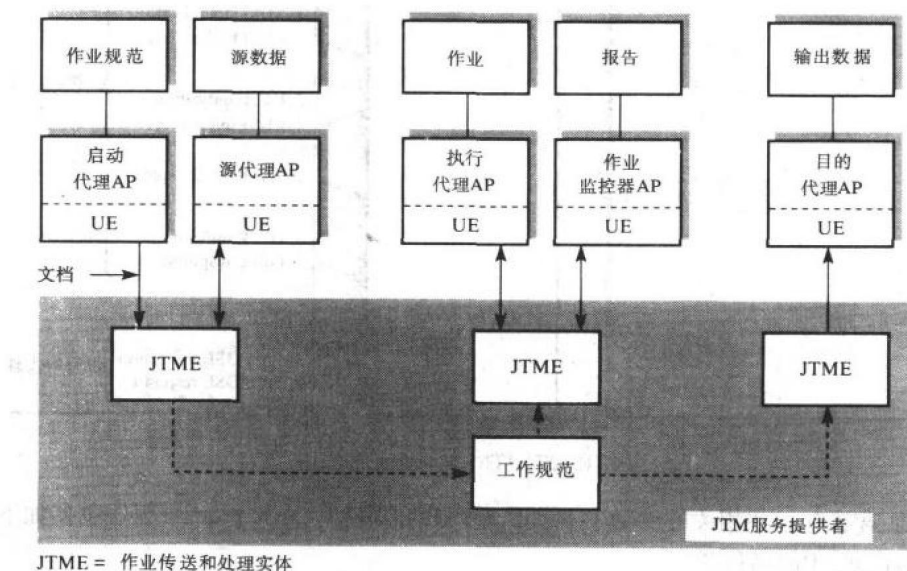 作业规范
源数据
作业
报告
输出数据
启动
代理AP
UE
源代理AP
UE
执行
代理AP
UE
作业
监控器AP
UE
目的
代理AP
UE
文档
JTME
JTME
JTME
工作规范
JTM服务提供者
JTME = 作业传送和处理实体